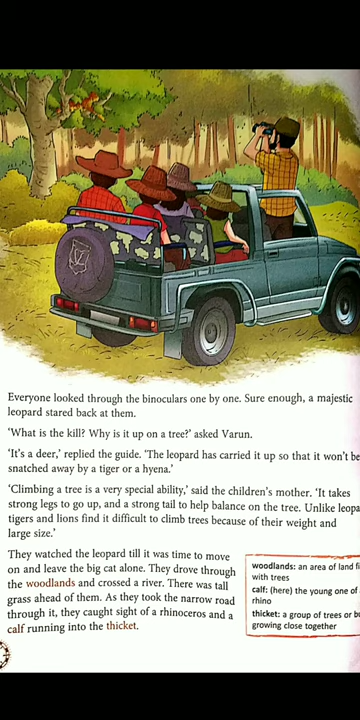 Everyone looked through the binoculars one by one. Sure enough, a majestic
leopard stared back at them.
‘What is the kill? Why is it up on a tree?’ asked Varun.
‘It’s a deer,’ replied the guide. ‘The leopard has carried it up so that it won’t be
snatched away by a tiger or a hyena.’
‘Climbing a tree is a very special ability,’ said the children’s mother. ‘It takes
strong legs to go up, and a strong tail to help balance on the tree. Unlike leopa
tigers and lions find it difficult to climb trees because of their weight and
large size.’
They watched the leopard till it was time to move
on and leave the big cat alone. They drove through
the woodlands and crossed a river. There was tall
grass ahead of them. As they took the narrow road
through it, they caught sight of a rhinoceros and a
calf running into the thicket.
woodlands: an area of land fi
with trees
calf: (here) the young one of
rhino
thicket: a group of trees or bu
growing close together